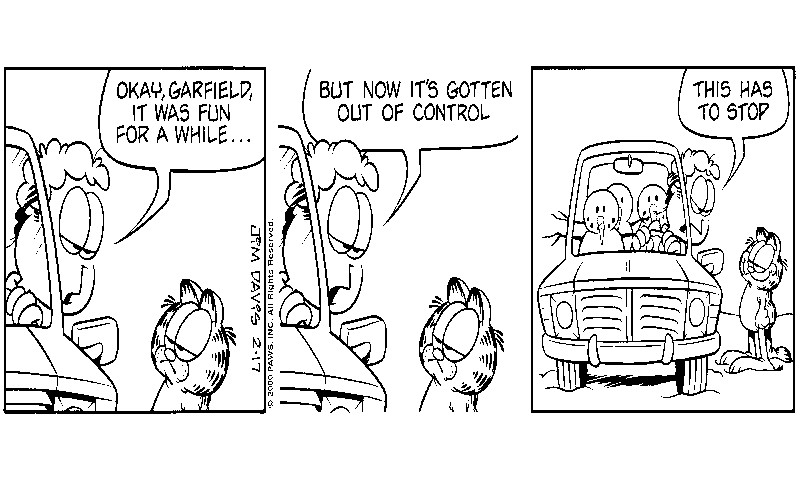 OKAY, GARFIELD,
IT WAS FUN
FOR A WHILE...
BUT NOW IT'S GOTTEN
OUT OF CONTROL
THIS HAS
TO STOP
JIM DAVIS 2-17
© 2000 PAWS, INC. All Rights Reserved.